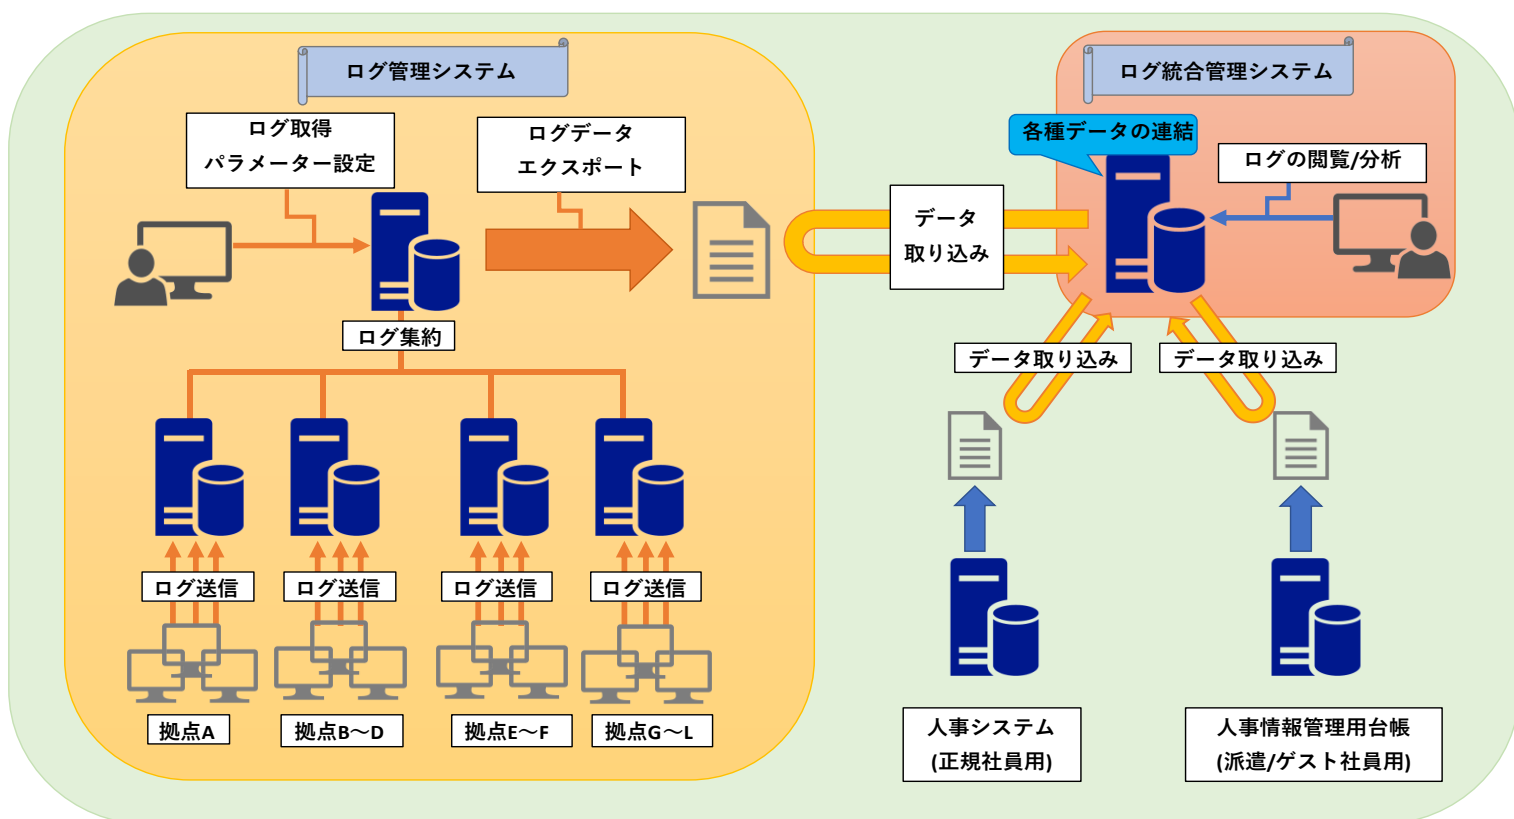 ログ管理システム
ログ統合管理システム
ログ取得
パラメーター設定
ログデータ
エクスポート
各種データの連結
ログの閲覧/分析
データ
取り込み
ログ集約
データ取り込み
データ取り込み
ログ送信
ログ送信
ログ送信
ログ送信
拠点A
拠点B～D
拠点E～F
拠点G～L
人事システム
(正規社員用)
人事情報管理用台帳
(派遣/ゲスト社員用)